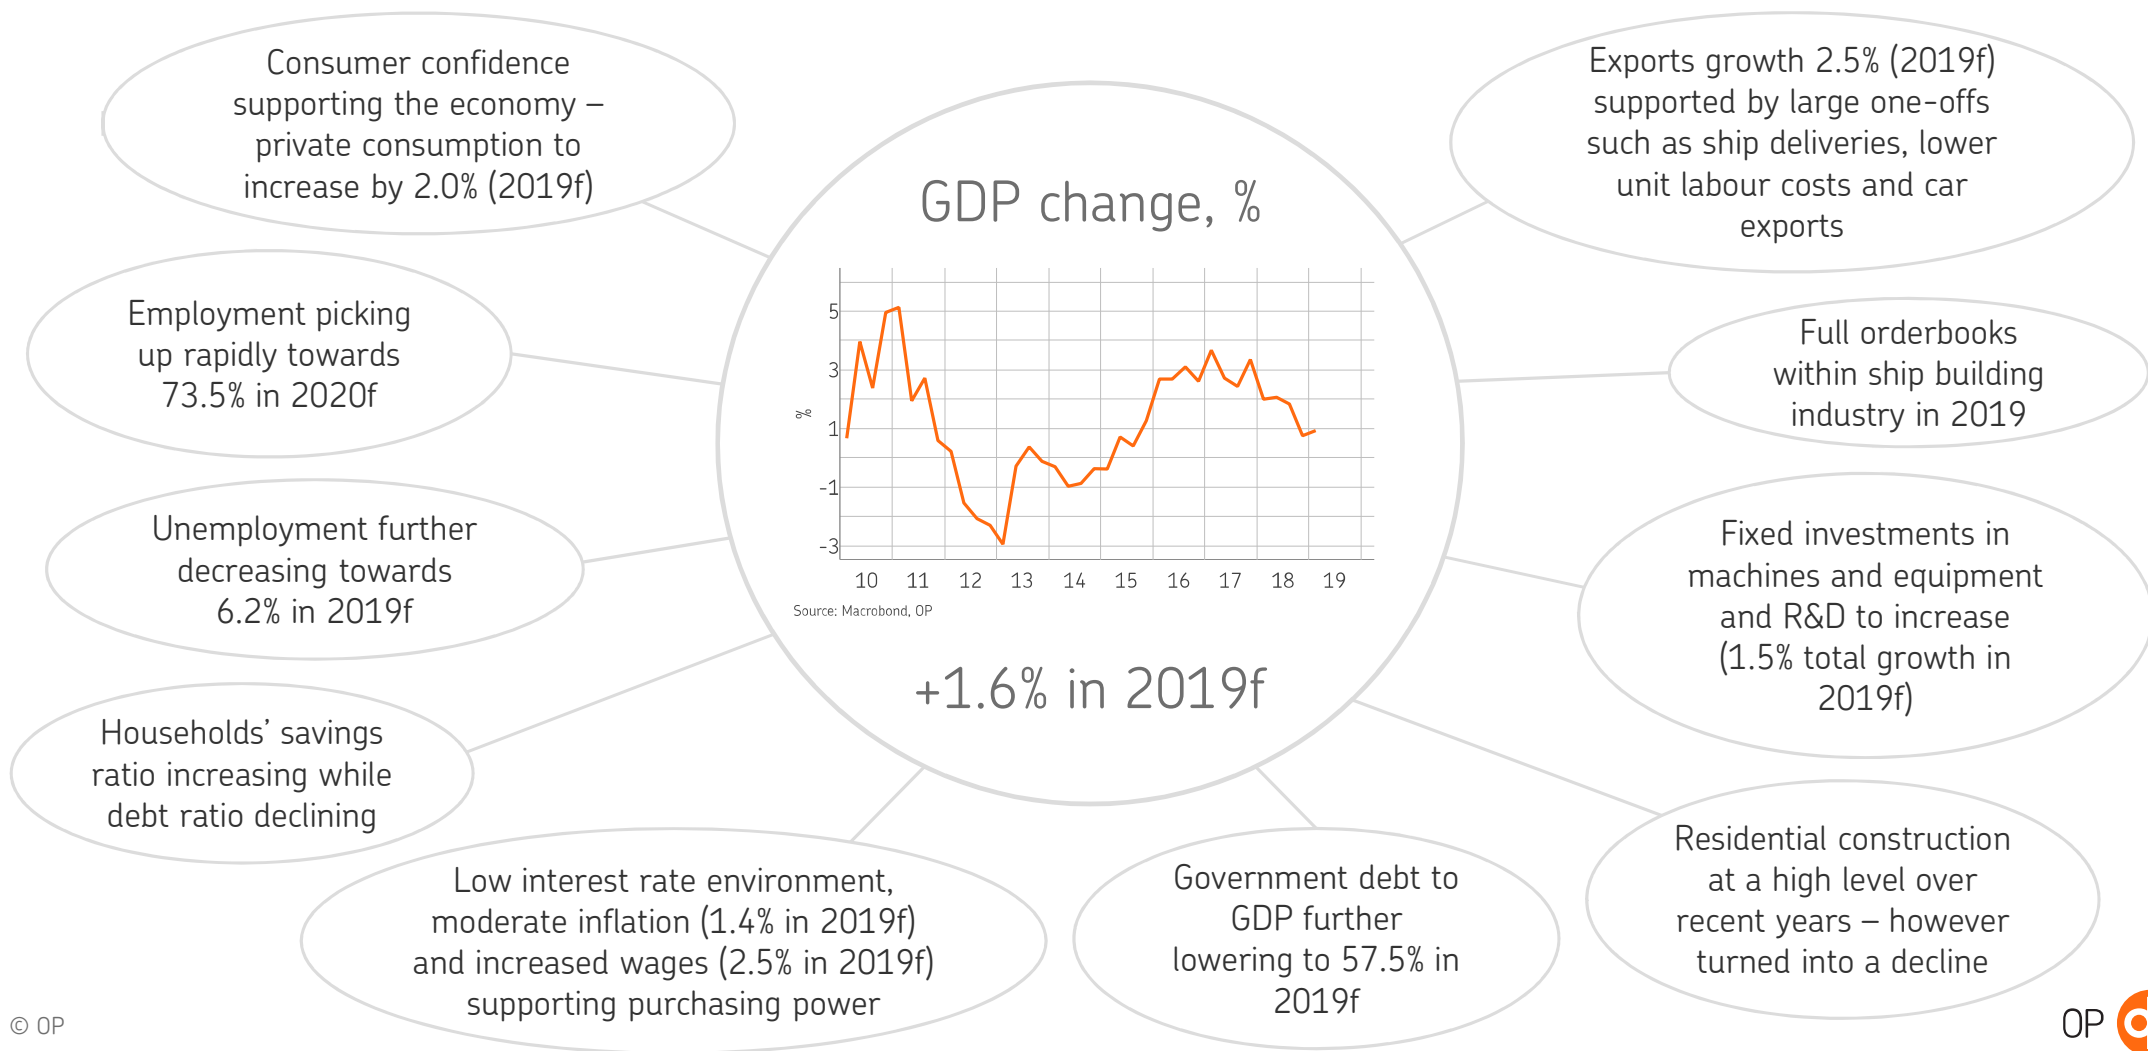 Consumer confidence
supporting the economy –
private consumption to
increase by 2.0% (2019f)
Employment picking
up rapidly towards
73.5% in 2020f
Unemployment further
decreasing towards
6.2% in 2019f
Households’ savings
ratio increasing while
debt ratio declining
Low interest rate environment,
moderate inflation (1.4% in 2019f)
and increased wages (2.5% in 2019f)
supporting purchasing power
GDP change, %
5
3
1
-1
-3
%
10 11 12 13 14 15 16 17 18 19
Source: Macrobond, OP
+1.6% in 2019f
Government debt to
GDP further
lowering to 57.5% in
2019f
Exports growth 2.5% (2019f)
supported by large one-offs
such as ship deliveries, lower
unit labour costs and car
exports
Full orderbooks
within ship building
industry in 2019
Fixed investments in
machines and equipment
and R&D to increase
(1.5% total growth in
2019f)
Residential construction
at a high level over
recent years – however
turned into a decline
© OP
OP